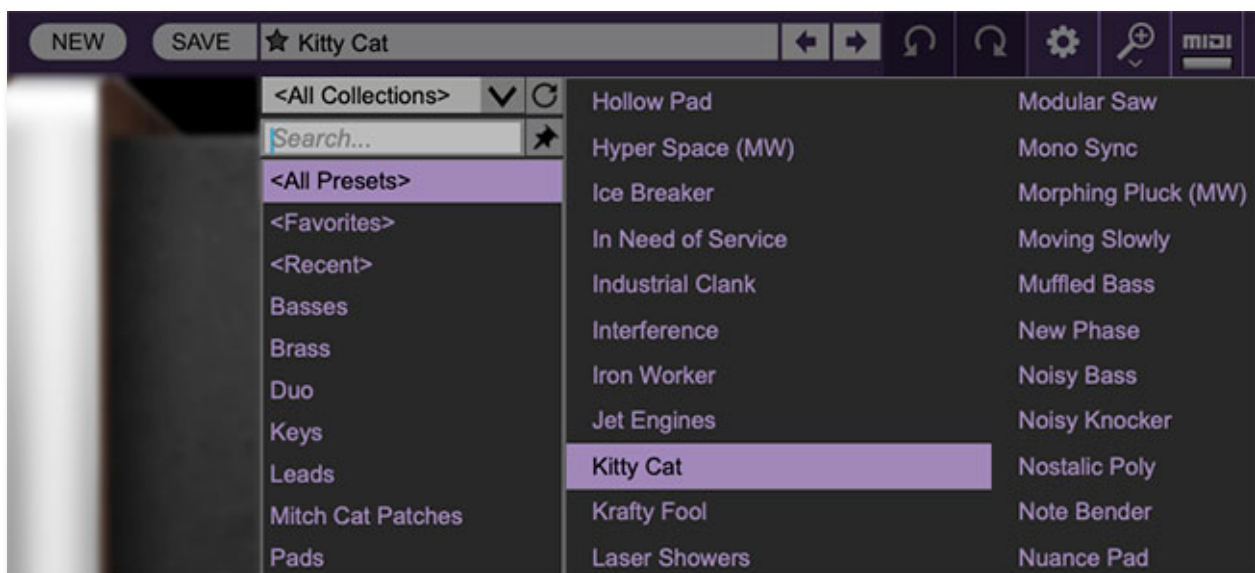 NEW
SAVE
Kitty Cat
MIDI
<All Collections>
Search...
<All Presets>
<Favorites>
<Recent>
Basses
Brass
Duo
Keys
Leads
Mitch Cat Patches
Pads
Hollow Pad
Hyper Space (MW)
Ice Breaker
In Need of Service
Industrial Clank
Interference
Iron Worker
Jet Engines
Kitty Cat
Krafty Fool
Laser Showers
Modular Saw
Mono Sync
Morphing Pluck (MW)
Moving Slowly
Muffled Bass
New Phase
Noisy Bass
Noisy Knocker
Nostalic Poly
Note Bender
Nuance Pad